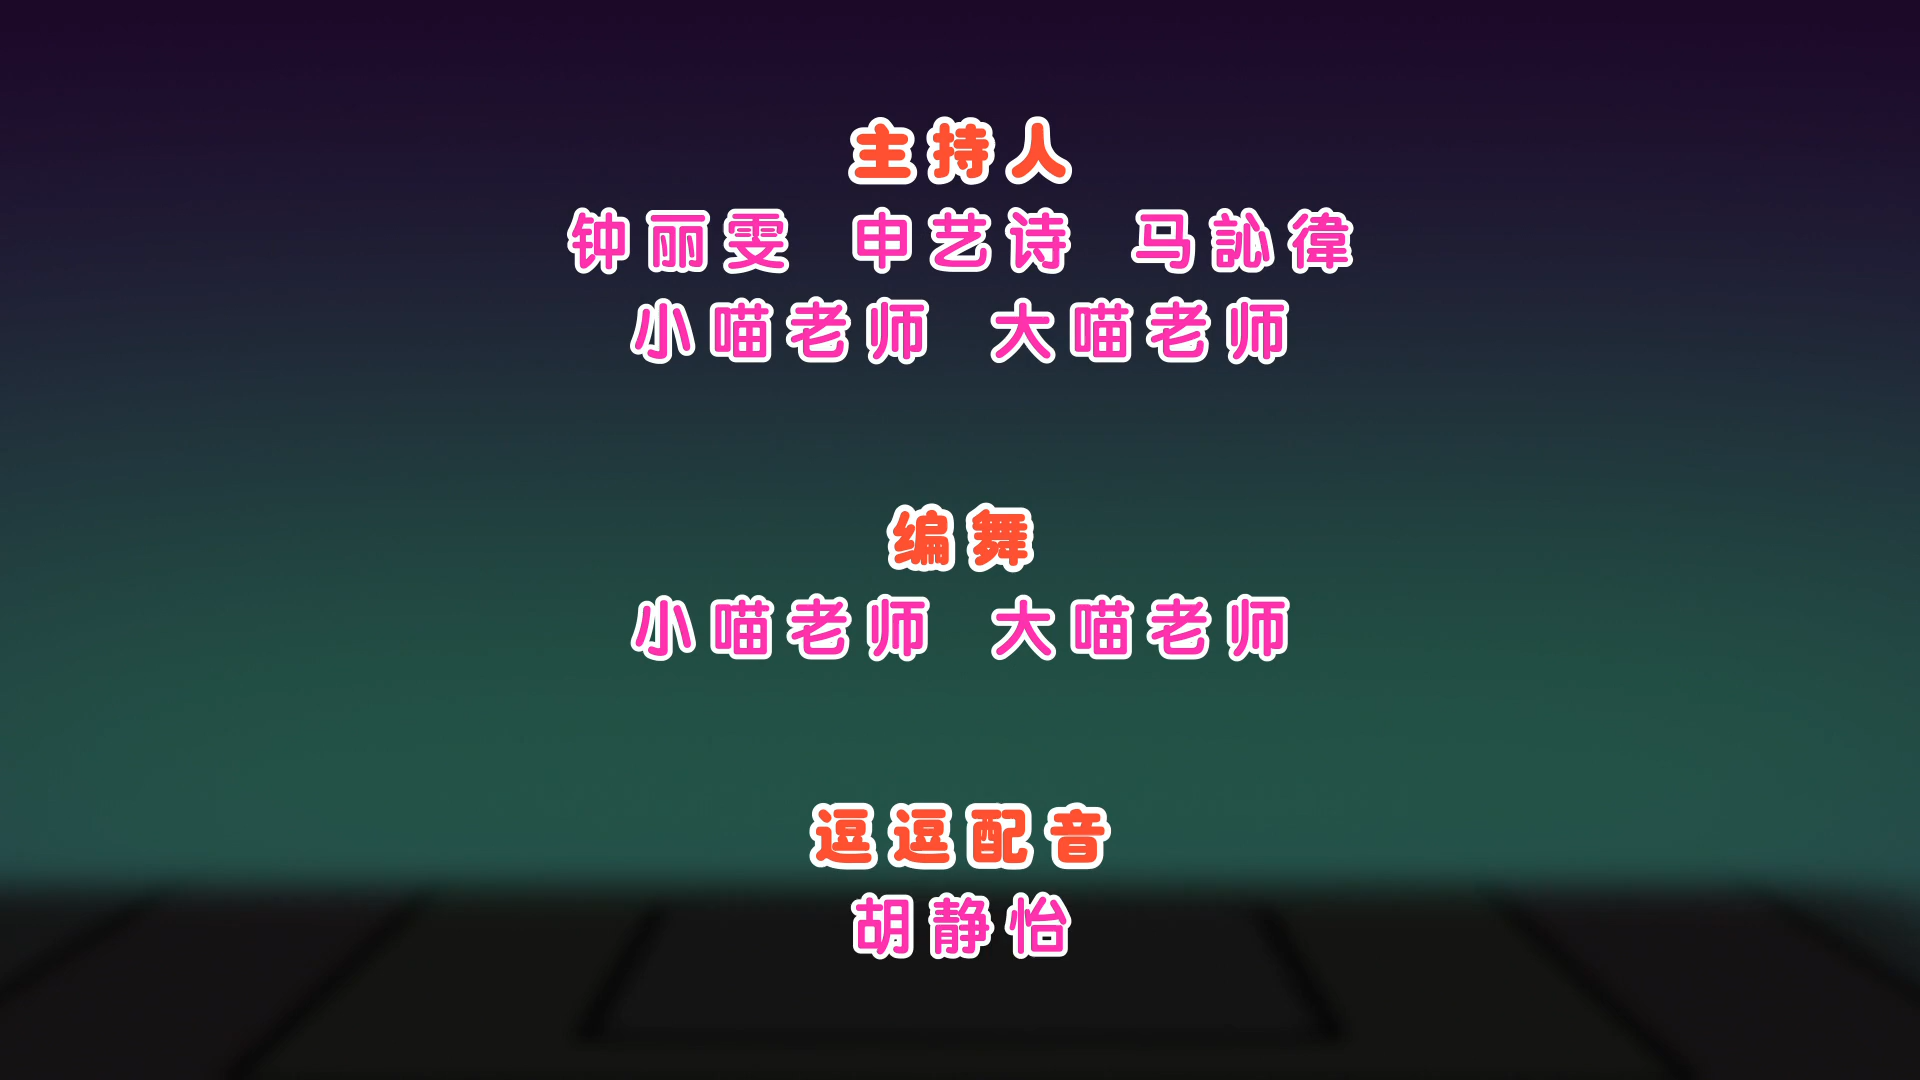 主持人
钟丽雯 申艺诗 马訫徫
小喵老师 大喵老师
编舞
小喵老师 大喵老师
逗逗配音
胡静怡